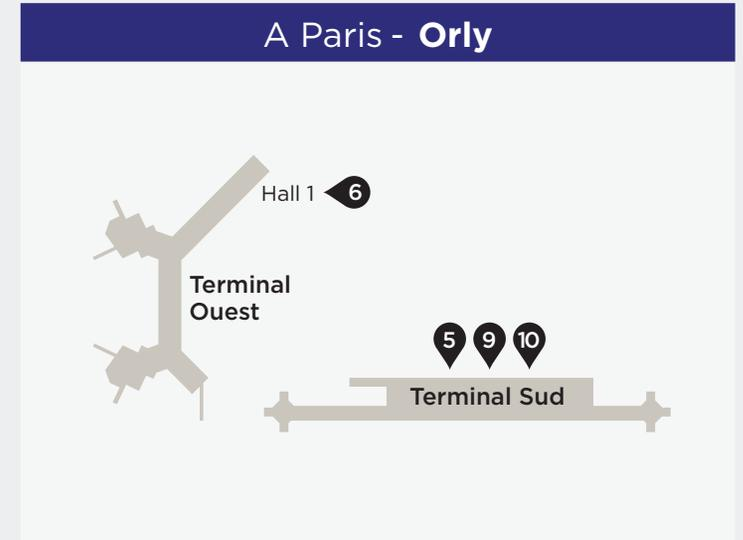 A Paris - Orly
Hall 1 6
Terminal
Ouest
5 9 10
Terminal Sud